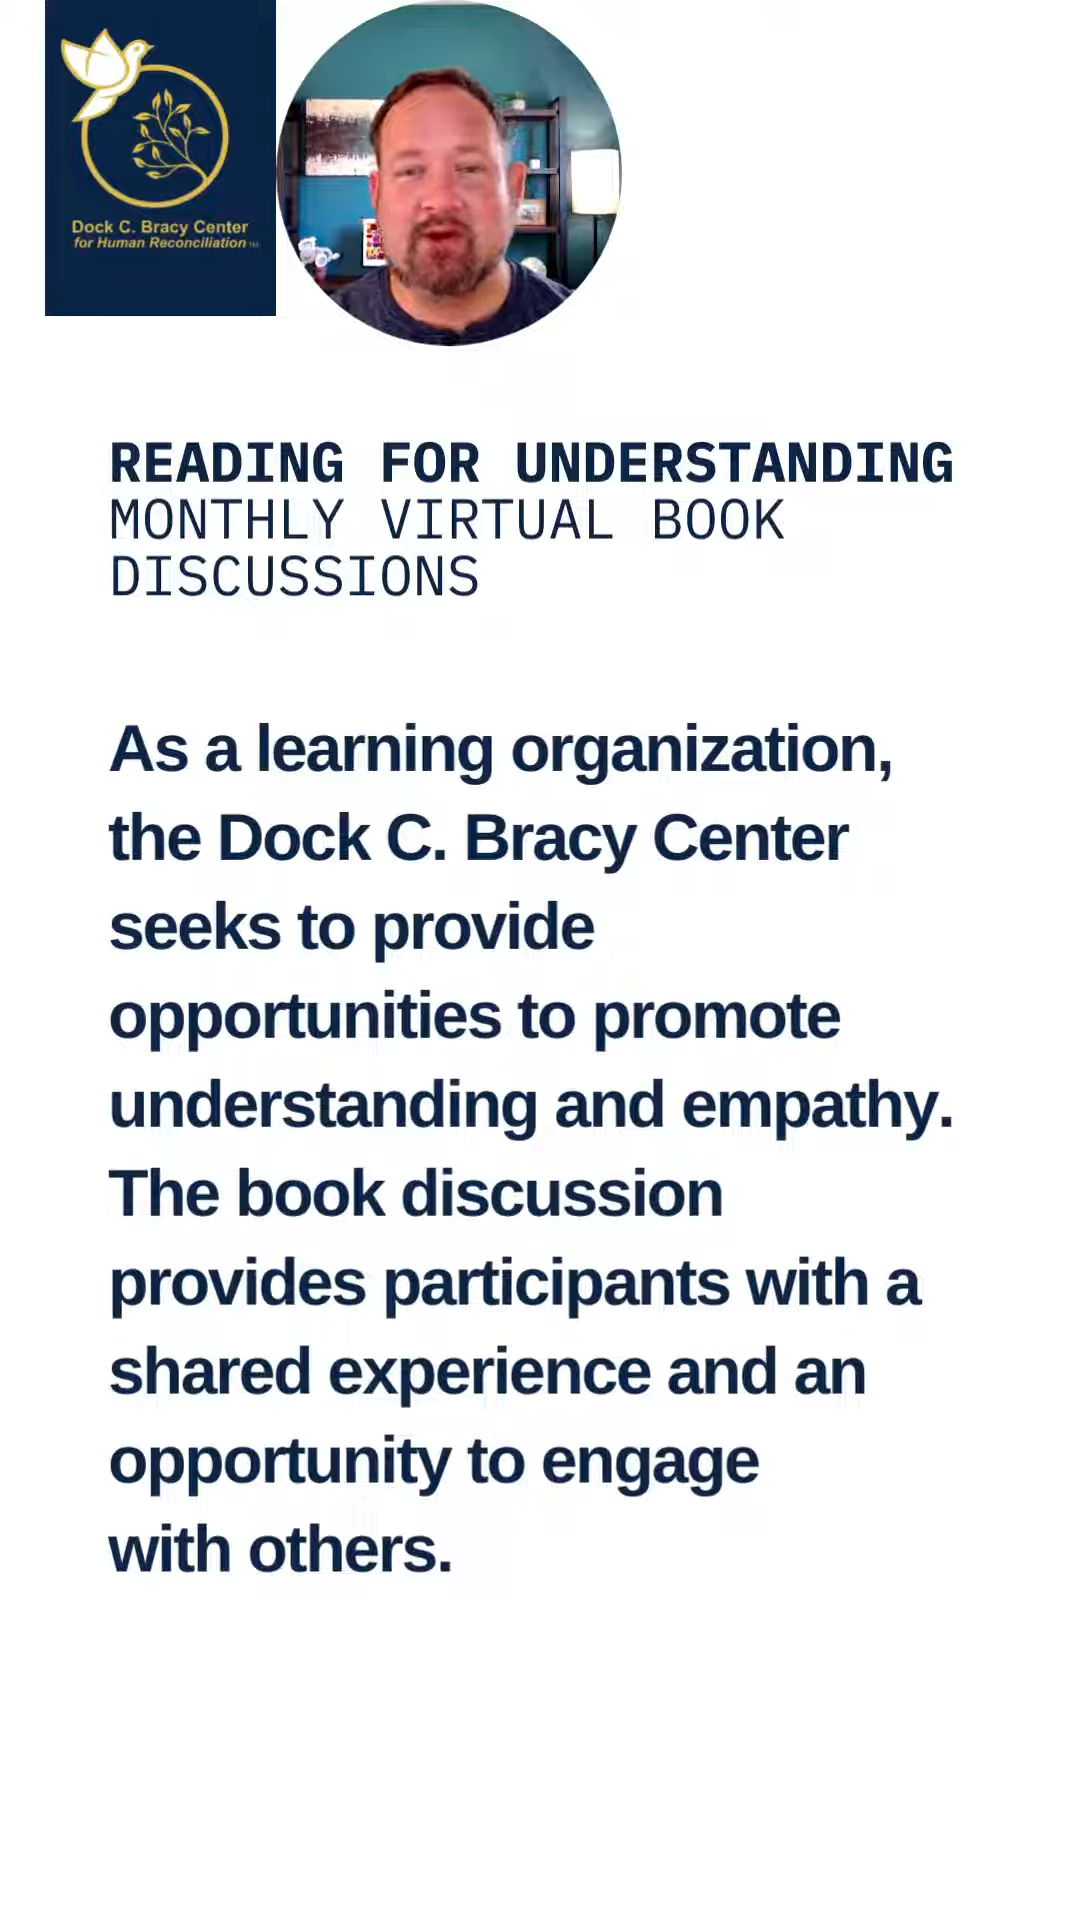 Dock C. Bracy Center
for Human Reconciliation
READING FOR UNDERSTANDING
MONTHLY VIRTUAL BOOK
DISCUSSIONS
As a learning organization,
the Dock C. Bracy Center
seeks to provide
opportunities to promote
understanding and empathy.
The book discussion
provides participants with a
shared experience and an
opportunity to engage
with others.